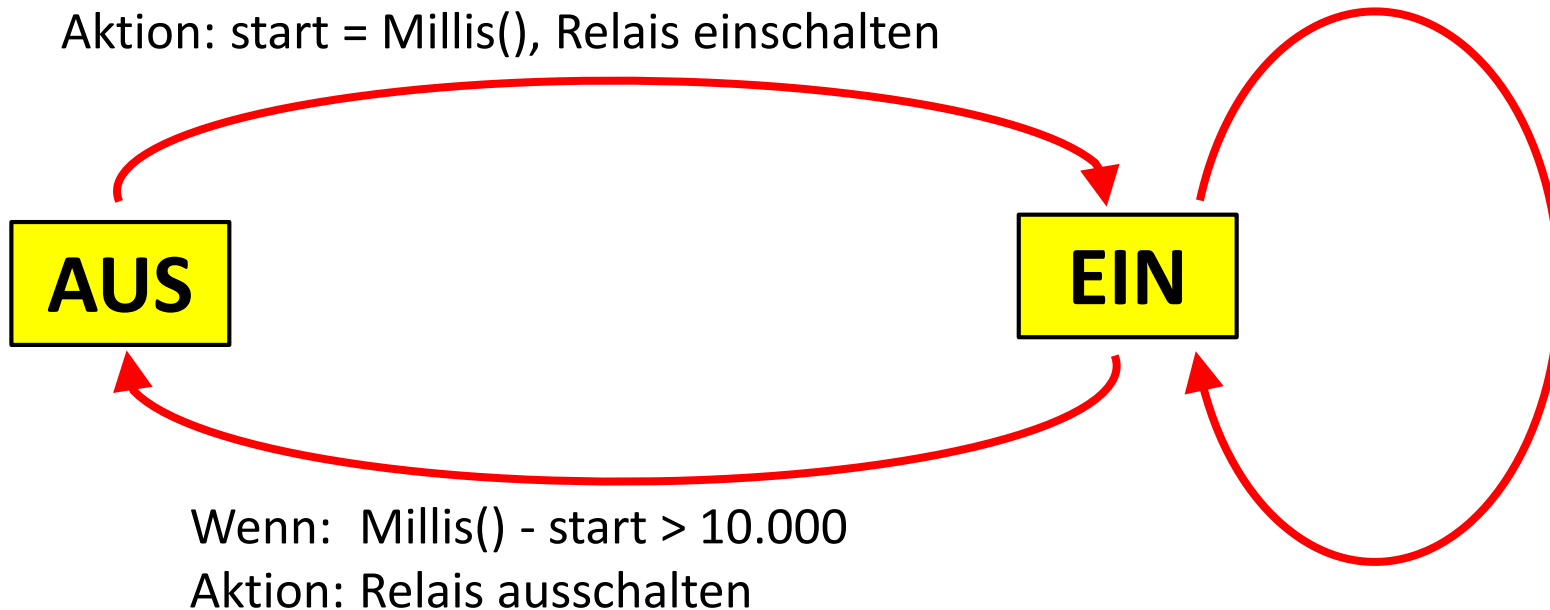 Aktion: start = Millis(), Relais einschalten
AUS
EIN
Wenn: Millis() - start > 10.000
Aktion: Relais ausschalten